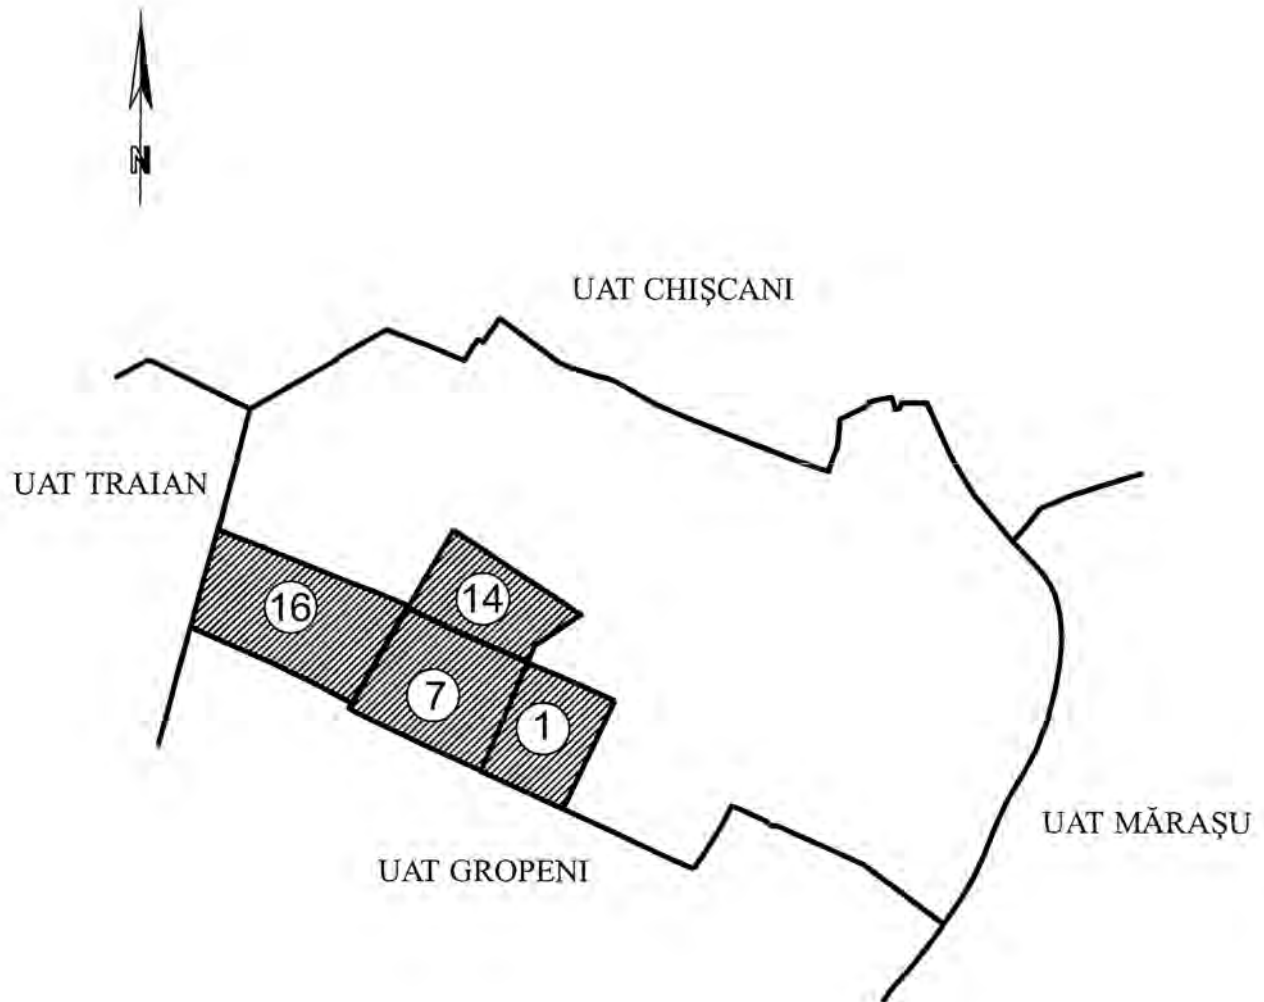 N
UAT CHIŞCANI
UAT TRAIAN
16
14
7
1
UAT MĂRAŞU
UAT GROPENI